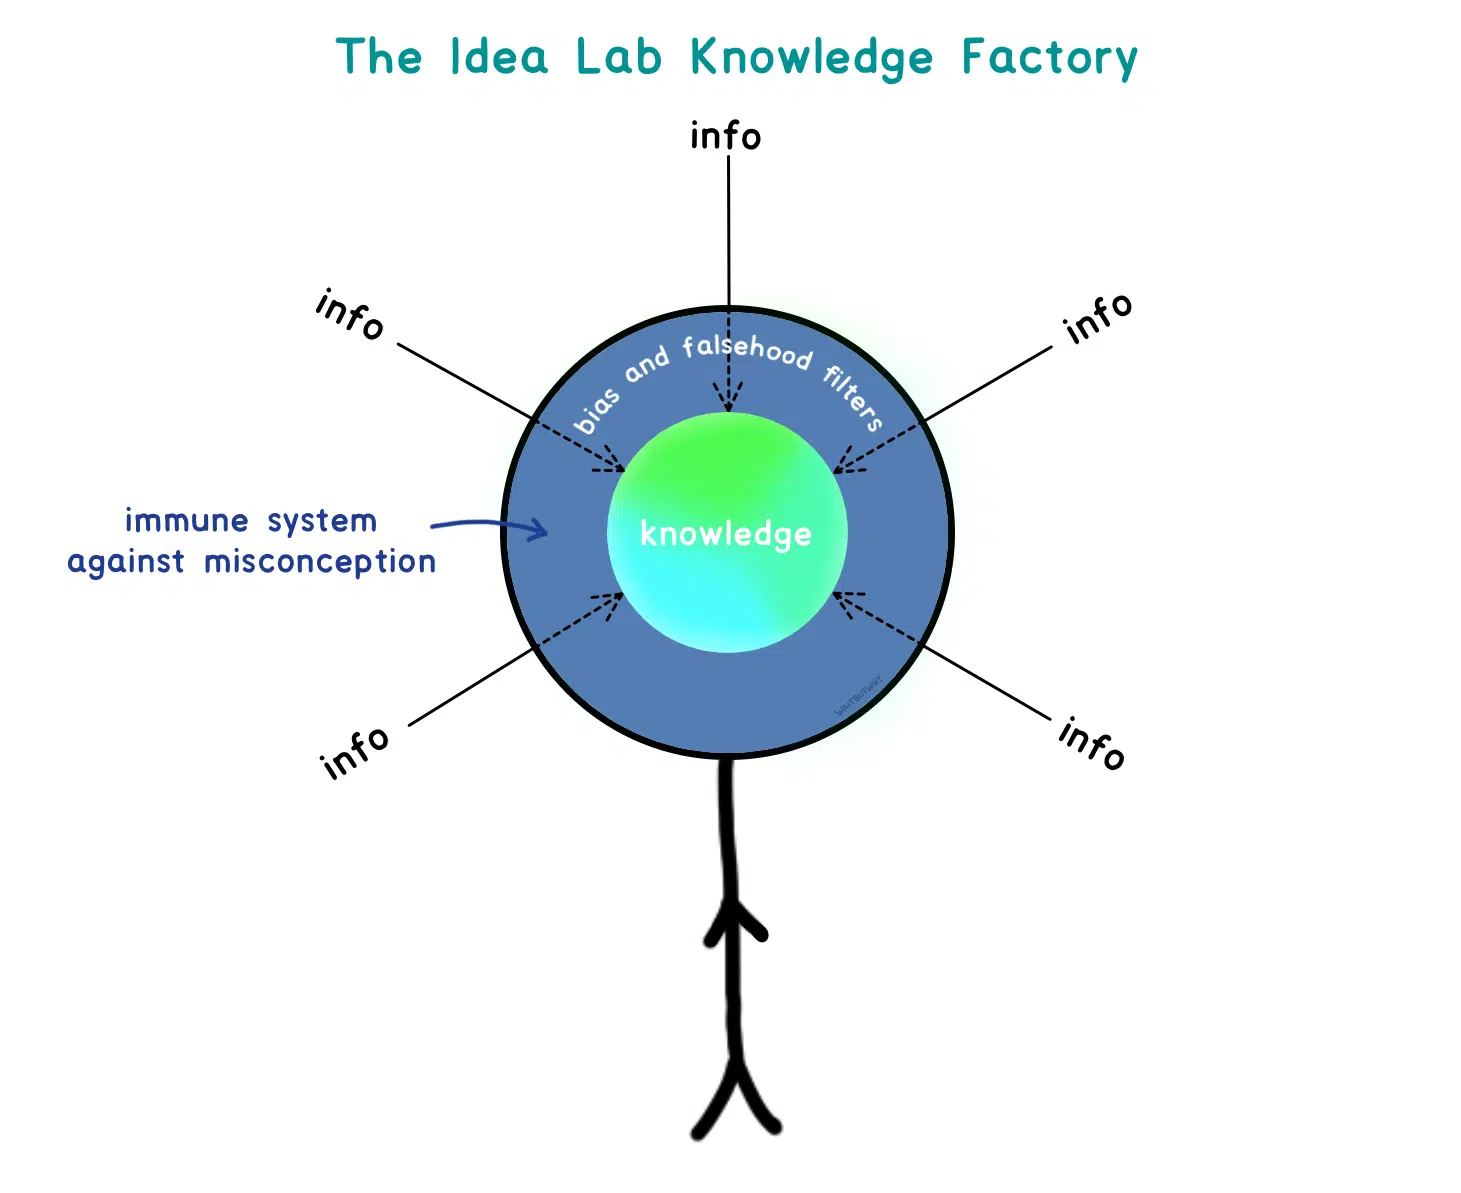 The Idea Lab Knowledge Factory
info
info
info
bias and falsehood filters
immune system
against misconception
knowledge
info
info
WAITBUTWHY